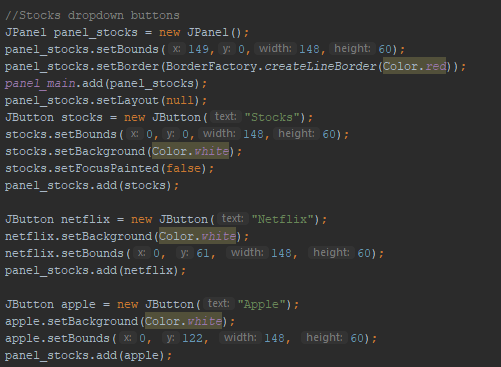 //Stocks dropdown buttons
JPanel panel_stocks = new JPanel();
panel_stocks.setBounds( x: 149, y: 0, width: 148, height: 60);
panel_stocks.setBorder(BorderFactory.createLineBorder(Color.red));
panel_main.add(panel_stocks);
panel_stocks.setLayout(null);
JButton stocks = new JButton( text: "Stocks");
stocks.setBounds( x: 0, y: 0, width: 148, height: 60);
stocks.setBackground(Color.white);
stocks.setFocusPainted(false);
panel_stocks.add(stocks);
JButton netflix = new JButton( text: "Netflix");
netflix.setBackground(Color.white);
netflix.setBounds( x: 0, y: 61, width: 148, height: 60);
panel_stocks.add(netflix);
JButton apple = new JButton( text: "Apple");
apple.setBackground(Color.white);
apple.setBounds( x: 0, y: 122, width: 148, height: 60);
panel_stocks.add(apple);